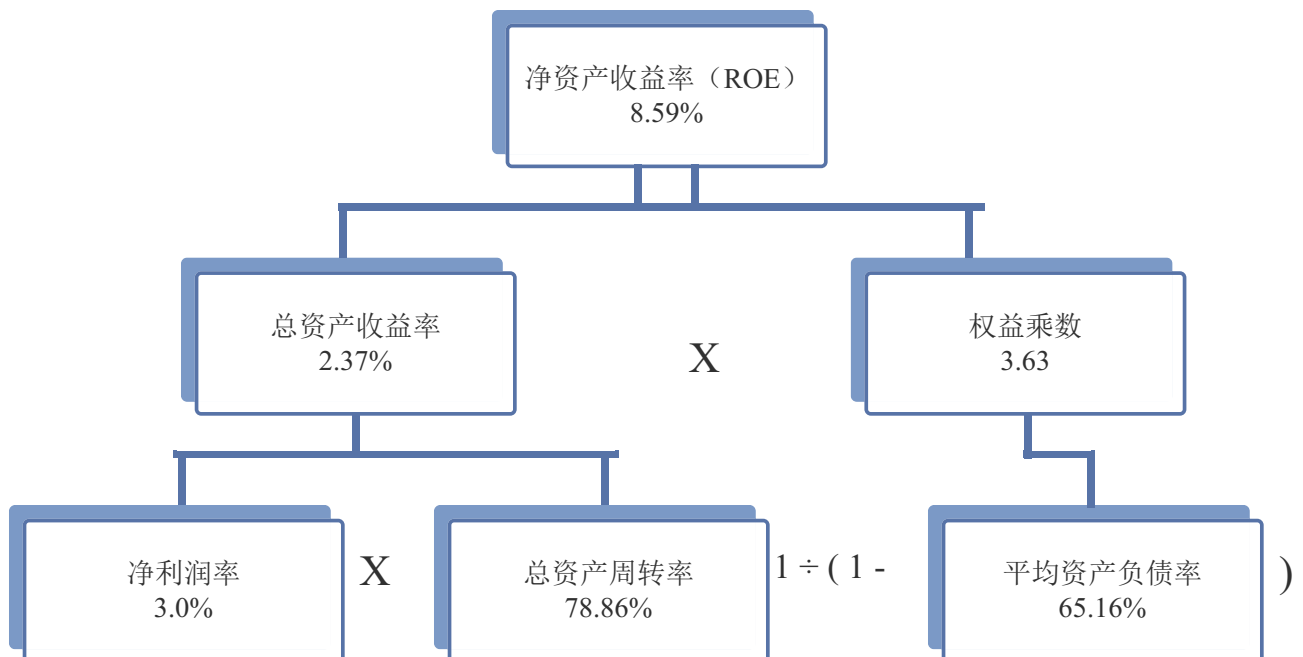 净资产收益率（ROE）
8.59%
总资产收益率
2.37%
X
权益乘数
3.63
净利润率
3.0%
X
总资产周转率
78.86%
1 ÷ ( 1 -
平均资产负债率
65.16%
)